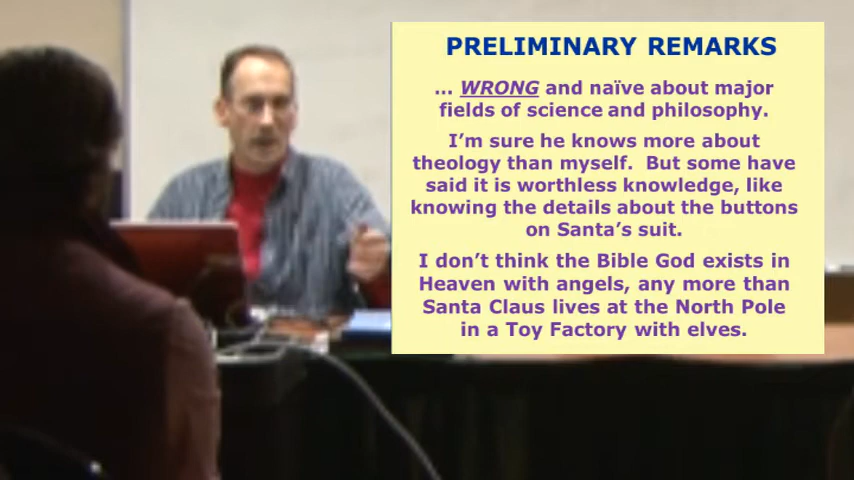 PRELIMINARY REMARKS
... WRONG and naïve about major
fields of science and philosophy.
I'm sure he knows more about
theology than myself. But some have
said it is worthless knowledge, like
knowing the details about the buttons
on Santa's suit.
I don't think the Bible God exists in
Heaven with angels, any more than
Santa Claus lives at the North Pole
in a Toy Factory with elves.